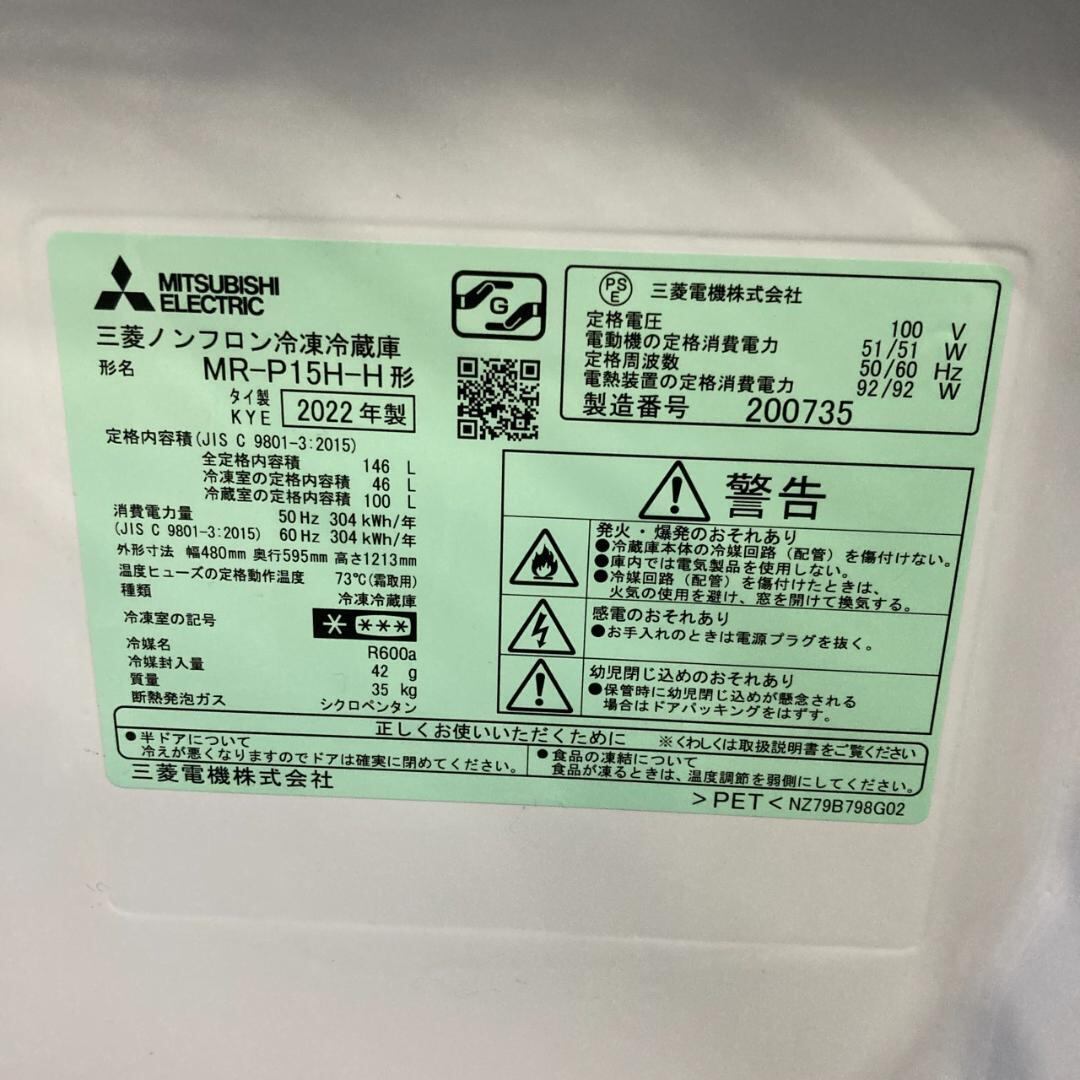 MITSUBISHI
ELECTRIC
三菱ノンフロン冷凍冷蔵庫
形名 MR-P15H-H形
タイ製
KYE 2022年製
定格内容積(JIS C 9801-3:2015)
全定格内容積 146 L
冷凍室の定格内容積 46 L
冷蔵室の定格内容積 100 L
消費電力量 50Hz 304kWh/年
(JIS C 9801-3:2015) 60Hz 304kWh/年
外形寸法 幅480mm 奥行595mm 高さ1213mm
温度ヒューズの定格動作温度 73℃(霜取用)
種類 冷凍冷蔵庫
冷凍室の記号 * ***
冷媒名 R600a
冷媒封入量 42 g
質量 35 kg
断熱発泡ガス シクロペンタン
G
PS
E
三菱電機株式会社
定格電圧 100 V
電動機の定格消費電力 51/51 W
定格周波数 50/60 Hz
電熱装置の定格消費電力 92/92 W
製造番号 200735
警告
発火・爆発のおそれあり
●冷蔵庫本体の冷媒回路(配管)を傷付けない。
●庫内では電気製品を使用しない。
●冷媒回路(配管)を傷付けたときは、
火気の使用を避け、窓を開けて換気する。
感電のおそれあり
●お手入れのときは電源プラグを抜く。
幼児閉じ込めのおそれあり
●保管時に幼児閉じ込めが懸念される
場合はドアパッキングをはずす。
正しくお使いいただくために ※くわしくは取扱説明書をご覧ください
●半ドアについて
冷えが悪くなりますのでドアは確実に閉めてください。
●食品の凍結について
食品が凍るときは、温度調節を弱側にしてください。
三菱電機株式会社
>PET< NZ79B798G02